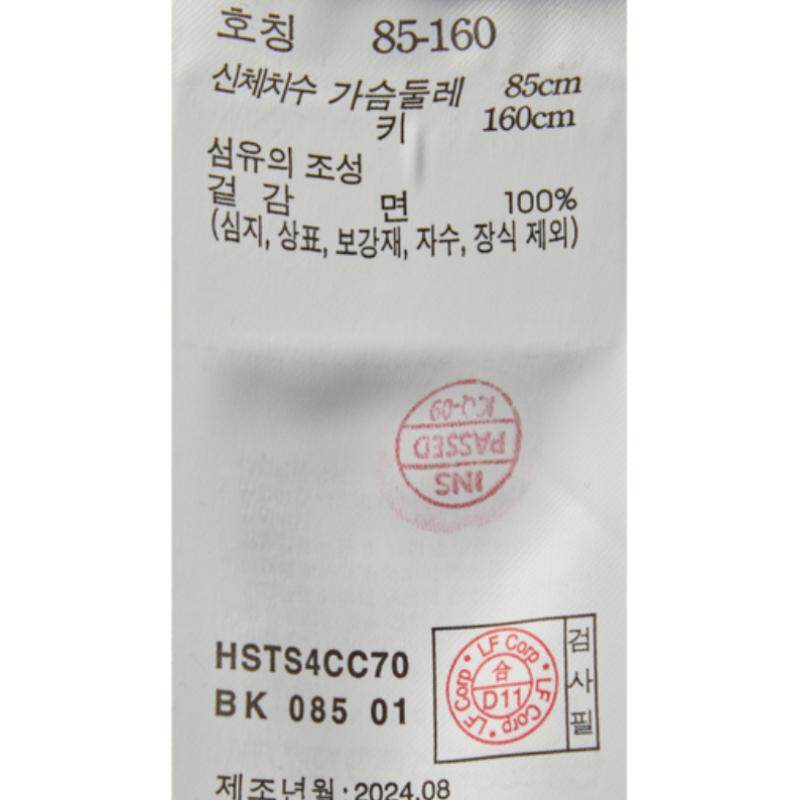 호칭 85-160
신체치수 가슴둘레 85cm
키 160cm
섬유의 조성
겉 감 면 100%
(심지, 상표, 보강재, 자수, 장식 제외)
INS
PASSED
KQ-09
HSTS4CC70
BK 085 01
LF Corp · LF Corp · LF Corp ·
合
D11
검사필
제조년월 : 2024.08